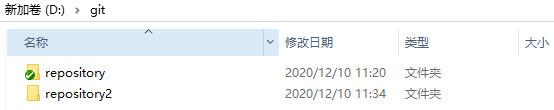 新加卷 (D:) › git
名称 修改日期 类型 大小
repository 2020/12/10 11:20 文件夹
repository2 2020/12/10 11:34 文件夹